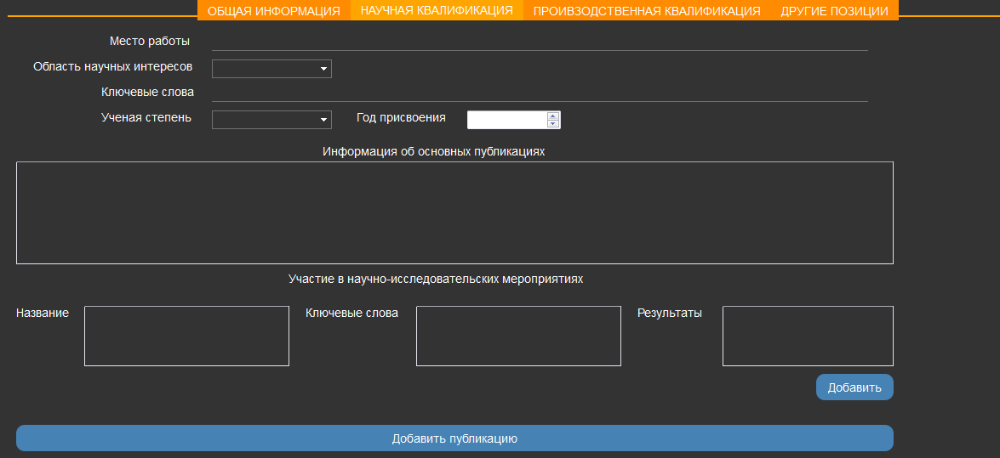 ОБЩАЯ ИНФОРМАЦИЯ НАУЧНАЯ КВАЛИФИКАЦИЯ ПРОИВЗОДСТВЕННАЯ КВАЛИФИКАЦИЯ ДРУГИЕ ПОЗИЦИИ
Место работы
Область научных интересов
Ключевые слова
Ученая степень Год присвоения
Информация об основных публикациях
Участие в научно-исследовательских мероприятиях
Название Ключевые слова Результаты
Добавить
Добавить публикацию